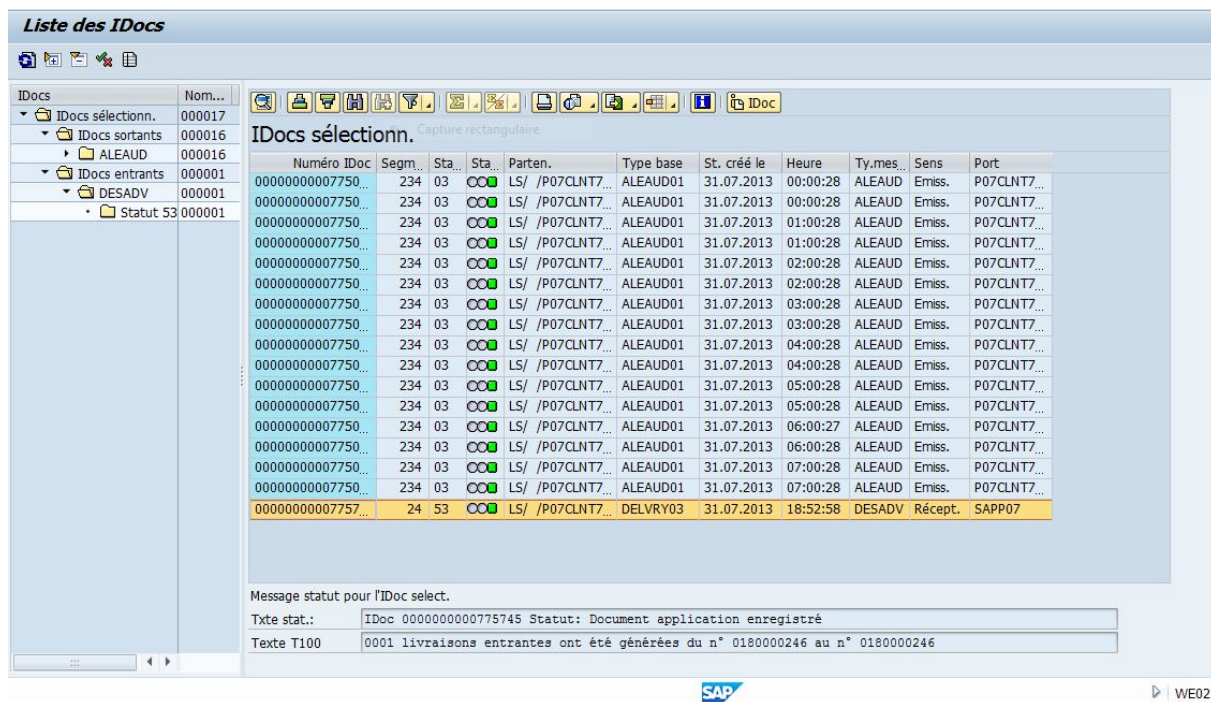 Liste des IDocs
IDocs Nom...
IDocs sélectionn. 000017
IDocs sortants 000016
ALEAUD 000016
IDocs entrants 000001
DESADV 000001
Statut 53 000001
IDoc
IDocs sélectionn.
Capture rectangulaire
Numéro IDoc Segm... Sta... Sta... Parten. Type base St. créé le Heure Ty.mes... Sens Port
00000000007750... 234 03 LS/ /P07CLNT7... ALEAUD01 31.07.2013 00:00:28 ALEAUD Emiss. P07CLNT7...
00000000007750... 234 03 LS/ /P07CLNT7... ALEAUD01 31.07.2013 00:00:28 ALEAUD Emiss. P07CLNT7...
00000000007750... 234 03 LS/ /P07CLNT7... ALEAUD01 31.07.2013 01:00:28 ALEAUD Emiss. P07CLNT7...
00000000007750... 234 03 LS/ /P07CLNT7... ALEAUD01 31.07.2013 01:00:28 ALEAUD Emiss. P07CLNT7...
00000000007750... 234 03 LS/ /P07CLNT7... ALEAUD01 31.07.2013 02:00:28 ALEAUD Emiss. P07CLNT7...
00000000007750... 234 03 LS/ /P07CLNT7... ALEAUD01 31.07.2013 02:00:28 ALEAUD Emiss. P07CLNT7...
00000000007750... 234 03 LS/ /P07CLNT7... ALEAUD01 31.07.2013 03:00:28 ALEAUD Emiss. P07CLNT7...
00000000007750... 234 03 LS/ /P07CLNT7... ALEAUD01 31.07.2013 03:00:28 ALEAUD Emiss. P07CLNT7...
00000000007750... 234 03 LS/ /P07CLNT7... ALEAUD01 31.07.2013 04:00:28 ALEAUD Emiss. P07CLNT7...
00000000007750... 234 03 LS/ /P07CLNT7... ALEAUD01 31.07.2013 04:00:28 ALEAUD Emiss. P07CLNT7...
00000000007750... 234 03 LS/ /P07CLNT7... ALEAUD01 31.07.2013 05:00:28 ALEAUD Emiss. P07CLNT7...
00000000007750... 234 03 LS/ /P07CLNT7... ALEAUD01 31.07.2013 05:00:28 ALEAUD Emiss. P07CLNT7...
00000000007750... 234 03 LS/ /P07CLNT7... ALEAUD01 31.07.2013 06:00:27 ALEAUD Emiss. P07CLNT7...
00000000007750... 234 03 LS/ /P07CLNT7... ALEAUD01 31.07.2013 06:00:28 ALEAUD Emiss. P07CLNT7...
00000000007750... 234 03 LS/ /P07CLNT7... ALEAUD01 31.07.2013 07:00:28 ALEAUD Emiss. P07CLNT7...
00000000007750... 234 03 LS/ /P07CLNT7... ALEAUD01 31.07.2013 07:00:28 ALEAUD Emiss. P07CLNT7...
00000000007757... 24 53 LS/ /P07CLNT7... DELVRY03 31.07.2013 18:52:58 DESADV Récept. SAPP07
Message statut pour l'IDoc select.
Txte stat.: IDoc 0000000000775745 Statut: Document application enregistré
Texte T100 0001 livraisons entrantes ont été générées du n° 0180000246 au n° 0180000246
SAP
WE02